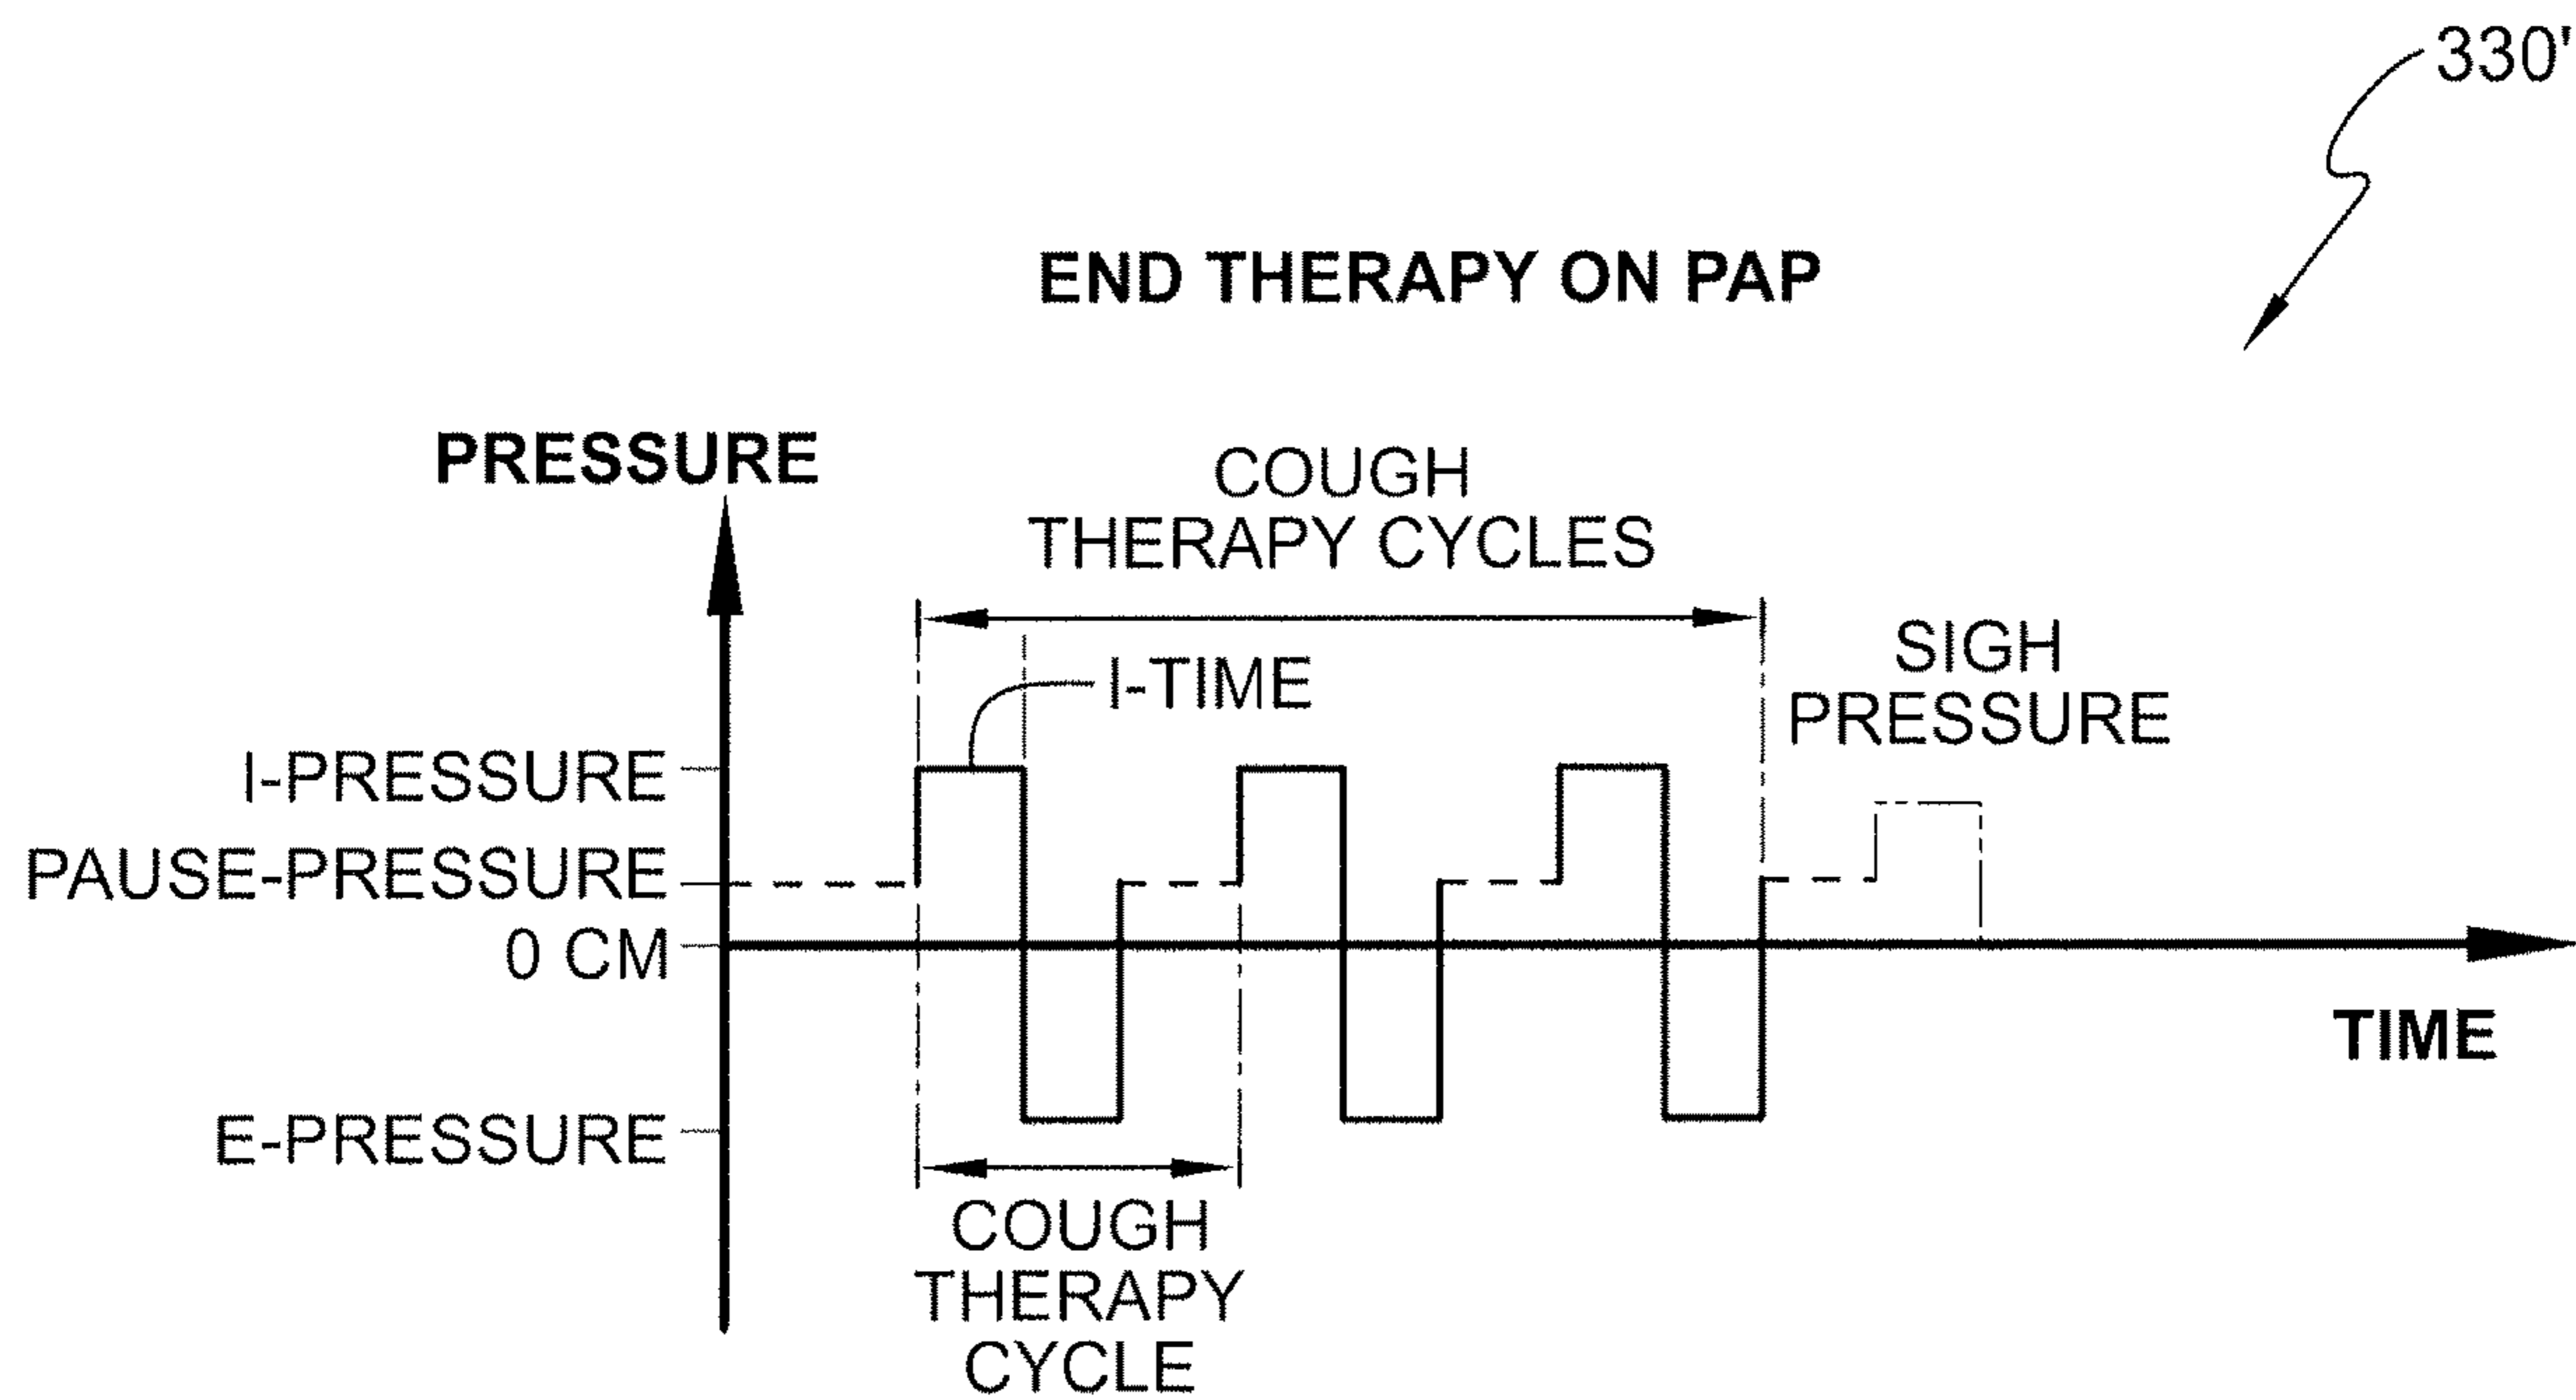 330'
END THERAPY ON PAP
PRESSURE
COUGH
THERAPY CYCLES
I-TIME
SIGH
PRESSURE
I-PRESSURE
PAUSE-PRESSURE
0 CM
TIME
E-PRESSURE
COUGH
THERAPY
CYCLE